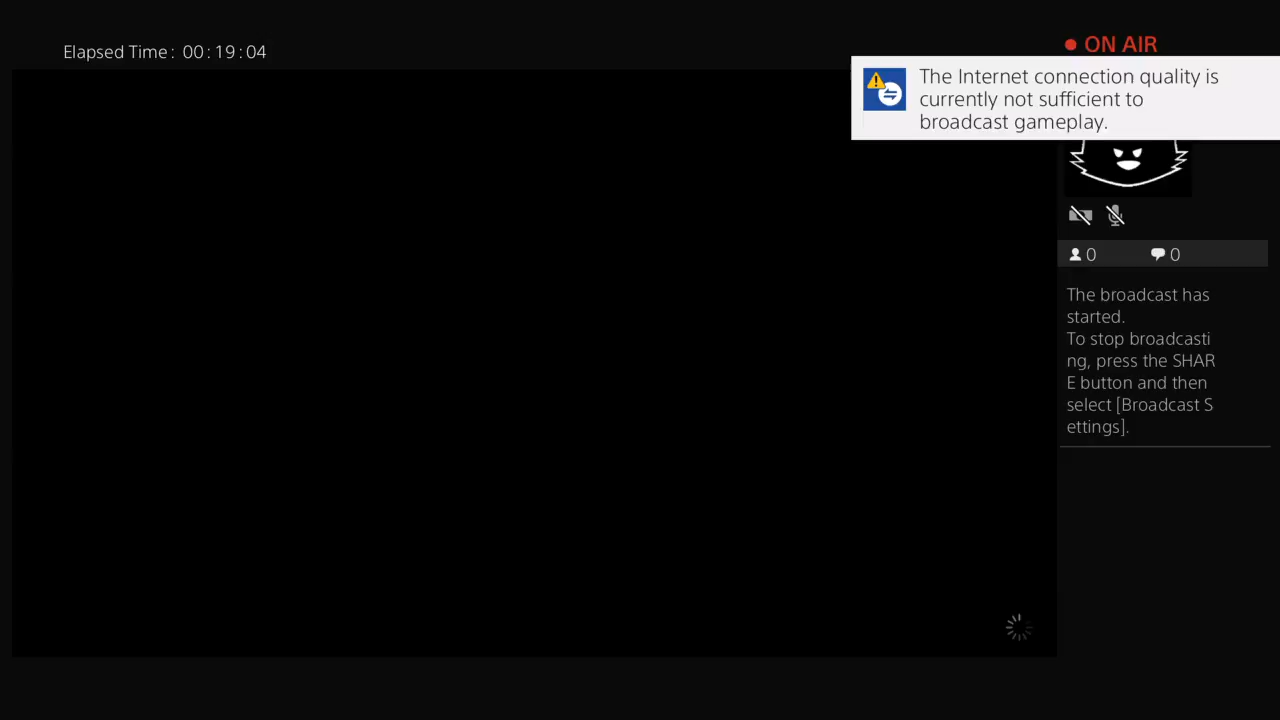 Elapsed Time: 00:19:04
ON AIR
The Internet connection quality is
currently not sufficient to
broadcast gameplay.
0
0
The broadcast has
started.
To stop broadcasti
ng, press the SHAR
E button and then
select [Broadcast S
ettings].